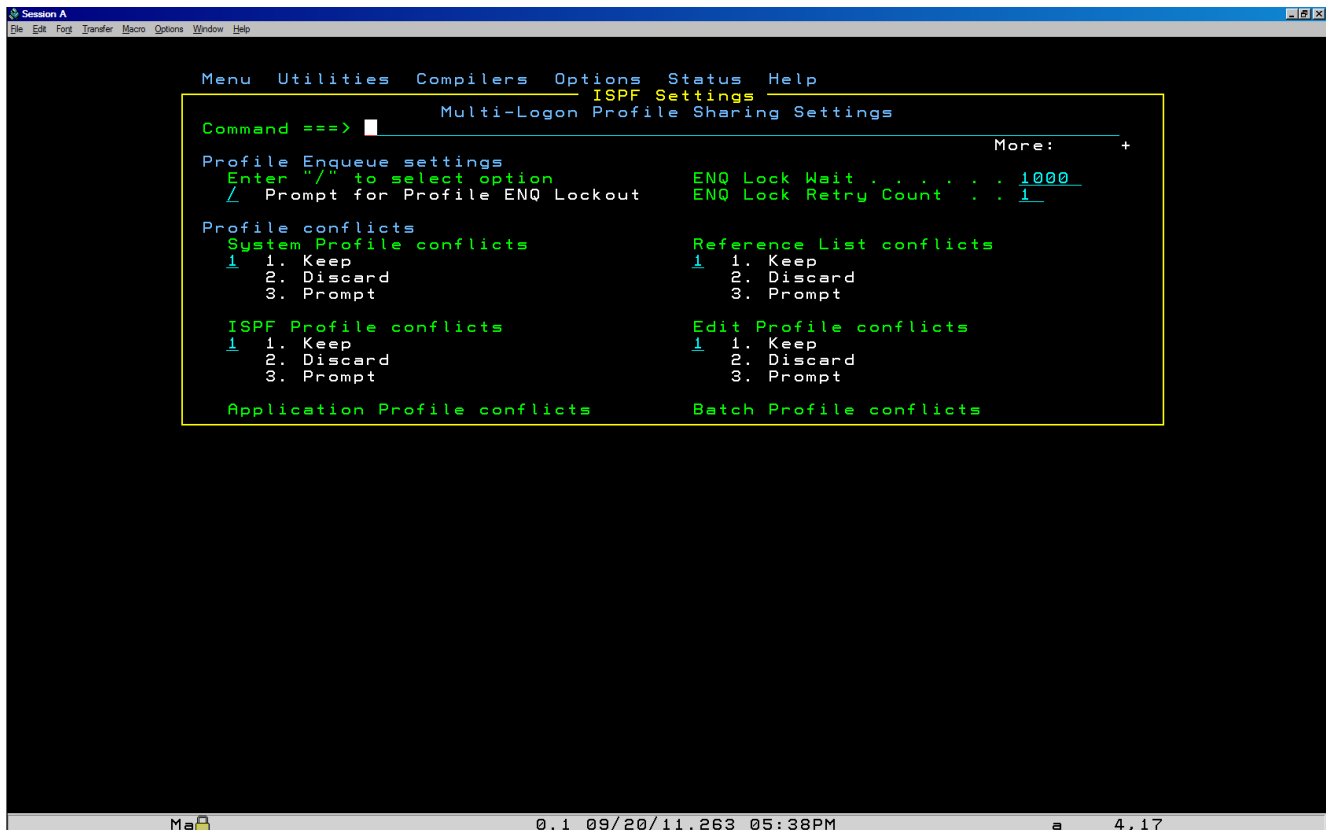 Session A
File Edit Font Transfer Macro Options Window Help
Menu Utilities Compilers Options Status Help
ISPF Settings
Multi-Logon Profile Sharing Settings
Command ===>
More: +
Profile Enqueue settings
Enter "/" to select option ENQ Lock Wait . . . . . . 1000
/ Prompt for Profile ENQ Lockout ENQ Lock Retry Count . . 1
Profile conflicts
System Profile conflicts Reference List conflicts
1 1. Keep 1 1. Keep
2. Discard 2. Discard
3. Prompt 3. Prompt
ISPF Profile conflicts Edit Profile conflicts
1 1. Keep 1 1. Keep
2. Discard 2. Discard
3. Prompt 3. Prompt
Application Profile conflicts Batch Profile conflicts
Ma 0.1 09/20/11.263 05:38PM a 4,17